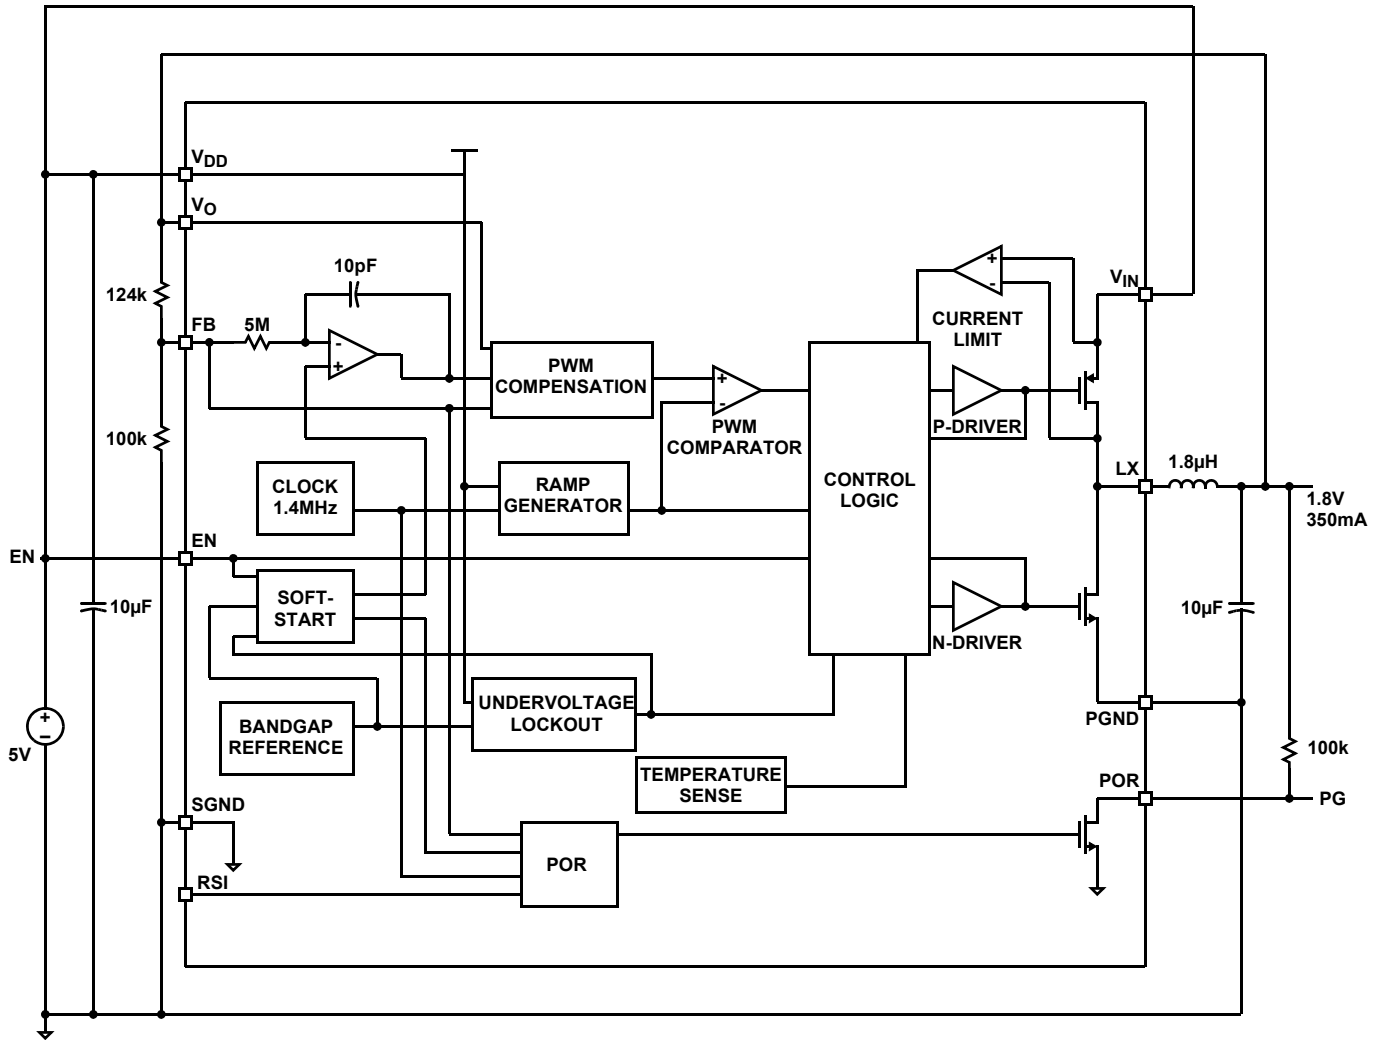 VDD
VO
10pF
124k
FB
5M
-
+
PWM
COMPENSATION
+
-
PWM
COMPARATOR
+
-
CURRENT
LIMIT
VIN
P-DRIVER
100k
CLOCK
1.4MHz
RAMP
GENERATOR
CONTROL
LOGIC
LX
1.8µH
1.8V
350mA
EN
EN
SOFT-
START
10µF
N-DRIVER
10µF
UNDERVOLTAGE
LOCKOUT
BANDGAP
REFERENCE
+
-
5V
PGND
100k
TEMPERATURE
SENSE
POR
PG
SGND
POR
RSI